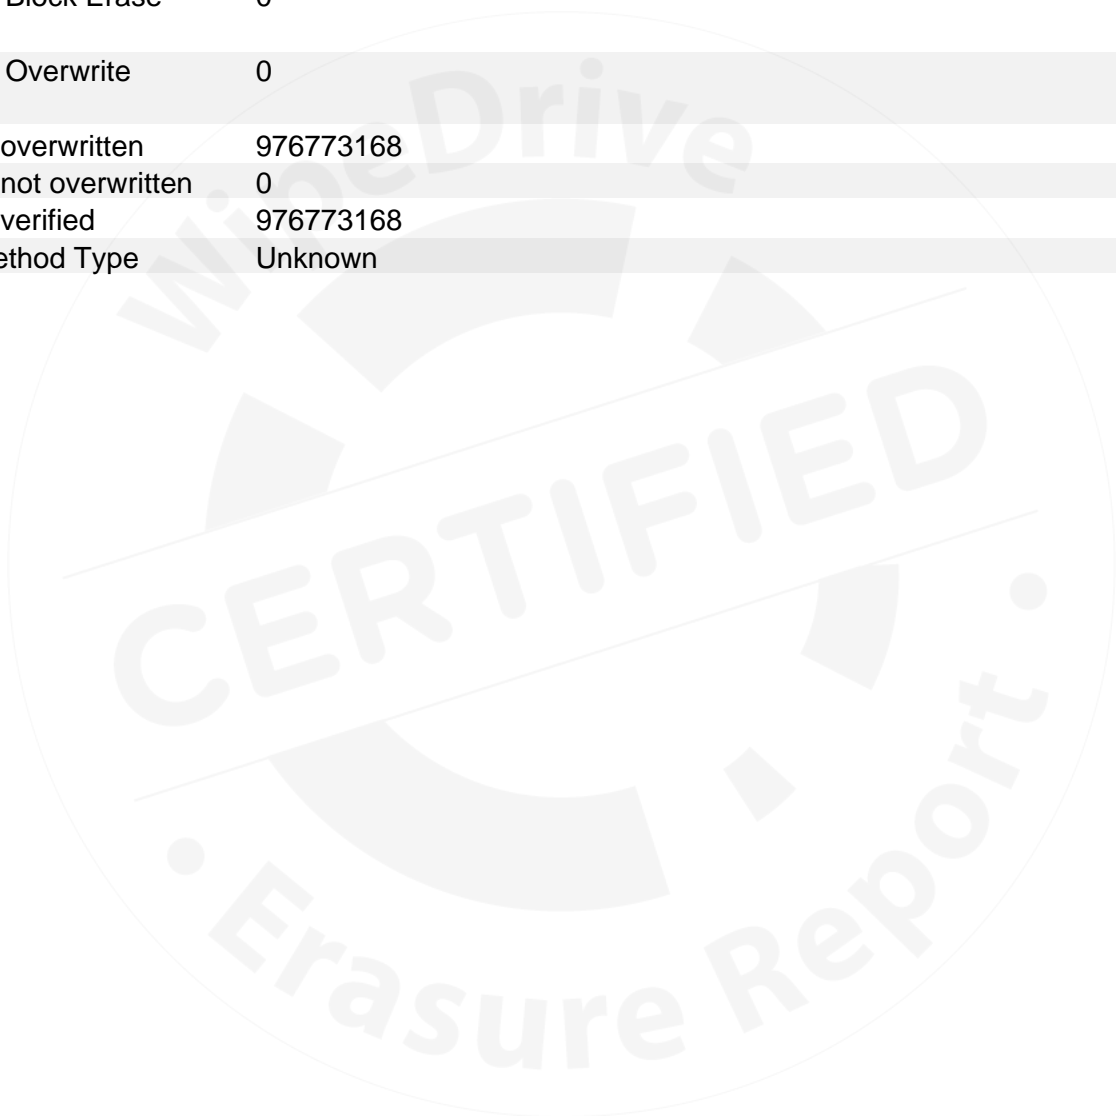 Block Erase 0
Overwrite 0
overwritten 976773168
not overwritten 0
verified 976773168
ethod Type Unknown
WipeDrive
CERTIFIED
• Erasure Report •